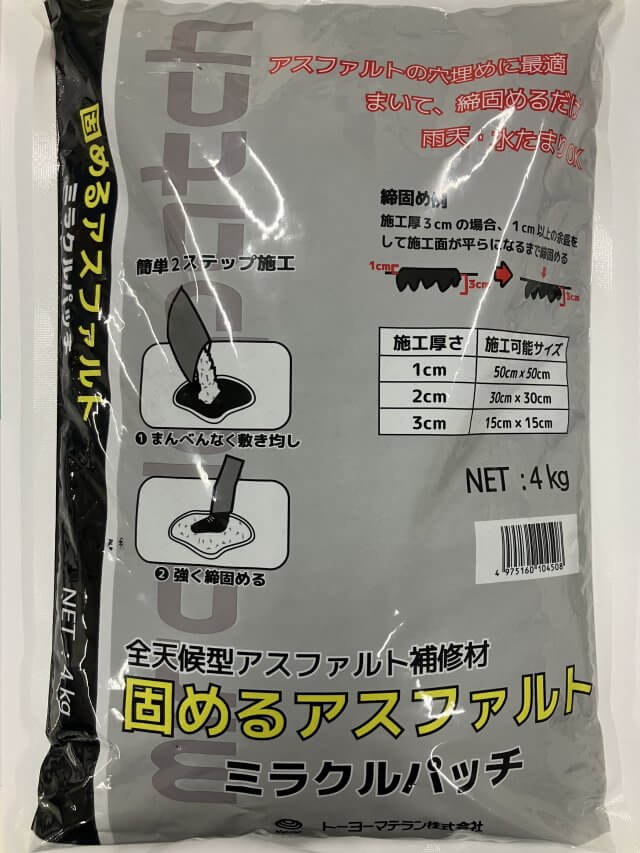 アスファルトの穴埋めに最適
まいて、締固めるだけ
雨天・水たまりOK
締固め例
施工厚3cmの場合、1cm以上の余盛を
して施工面が平らになるまで締固める
1cm
3cm
3cm
簡単2ステップ施工
❶まんべんなく敷き均し
❷強く締固める
施工厚さ 施工可能サイズ
1cm 50cm×50cm
2cm 30cm×30cm
3cm 15cm×15cm
NET:4kg
4 975160 104508
全天候型アスファルト補修材
固めるアスファルト
ミラクルパッチ
トーヨーマテラン株式会社
固めるアスファルト
ミラクルパッチ
NET:4kg